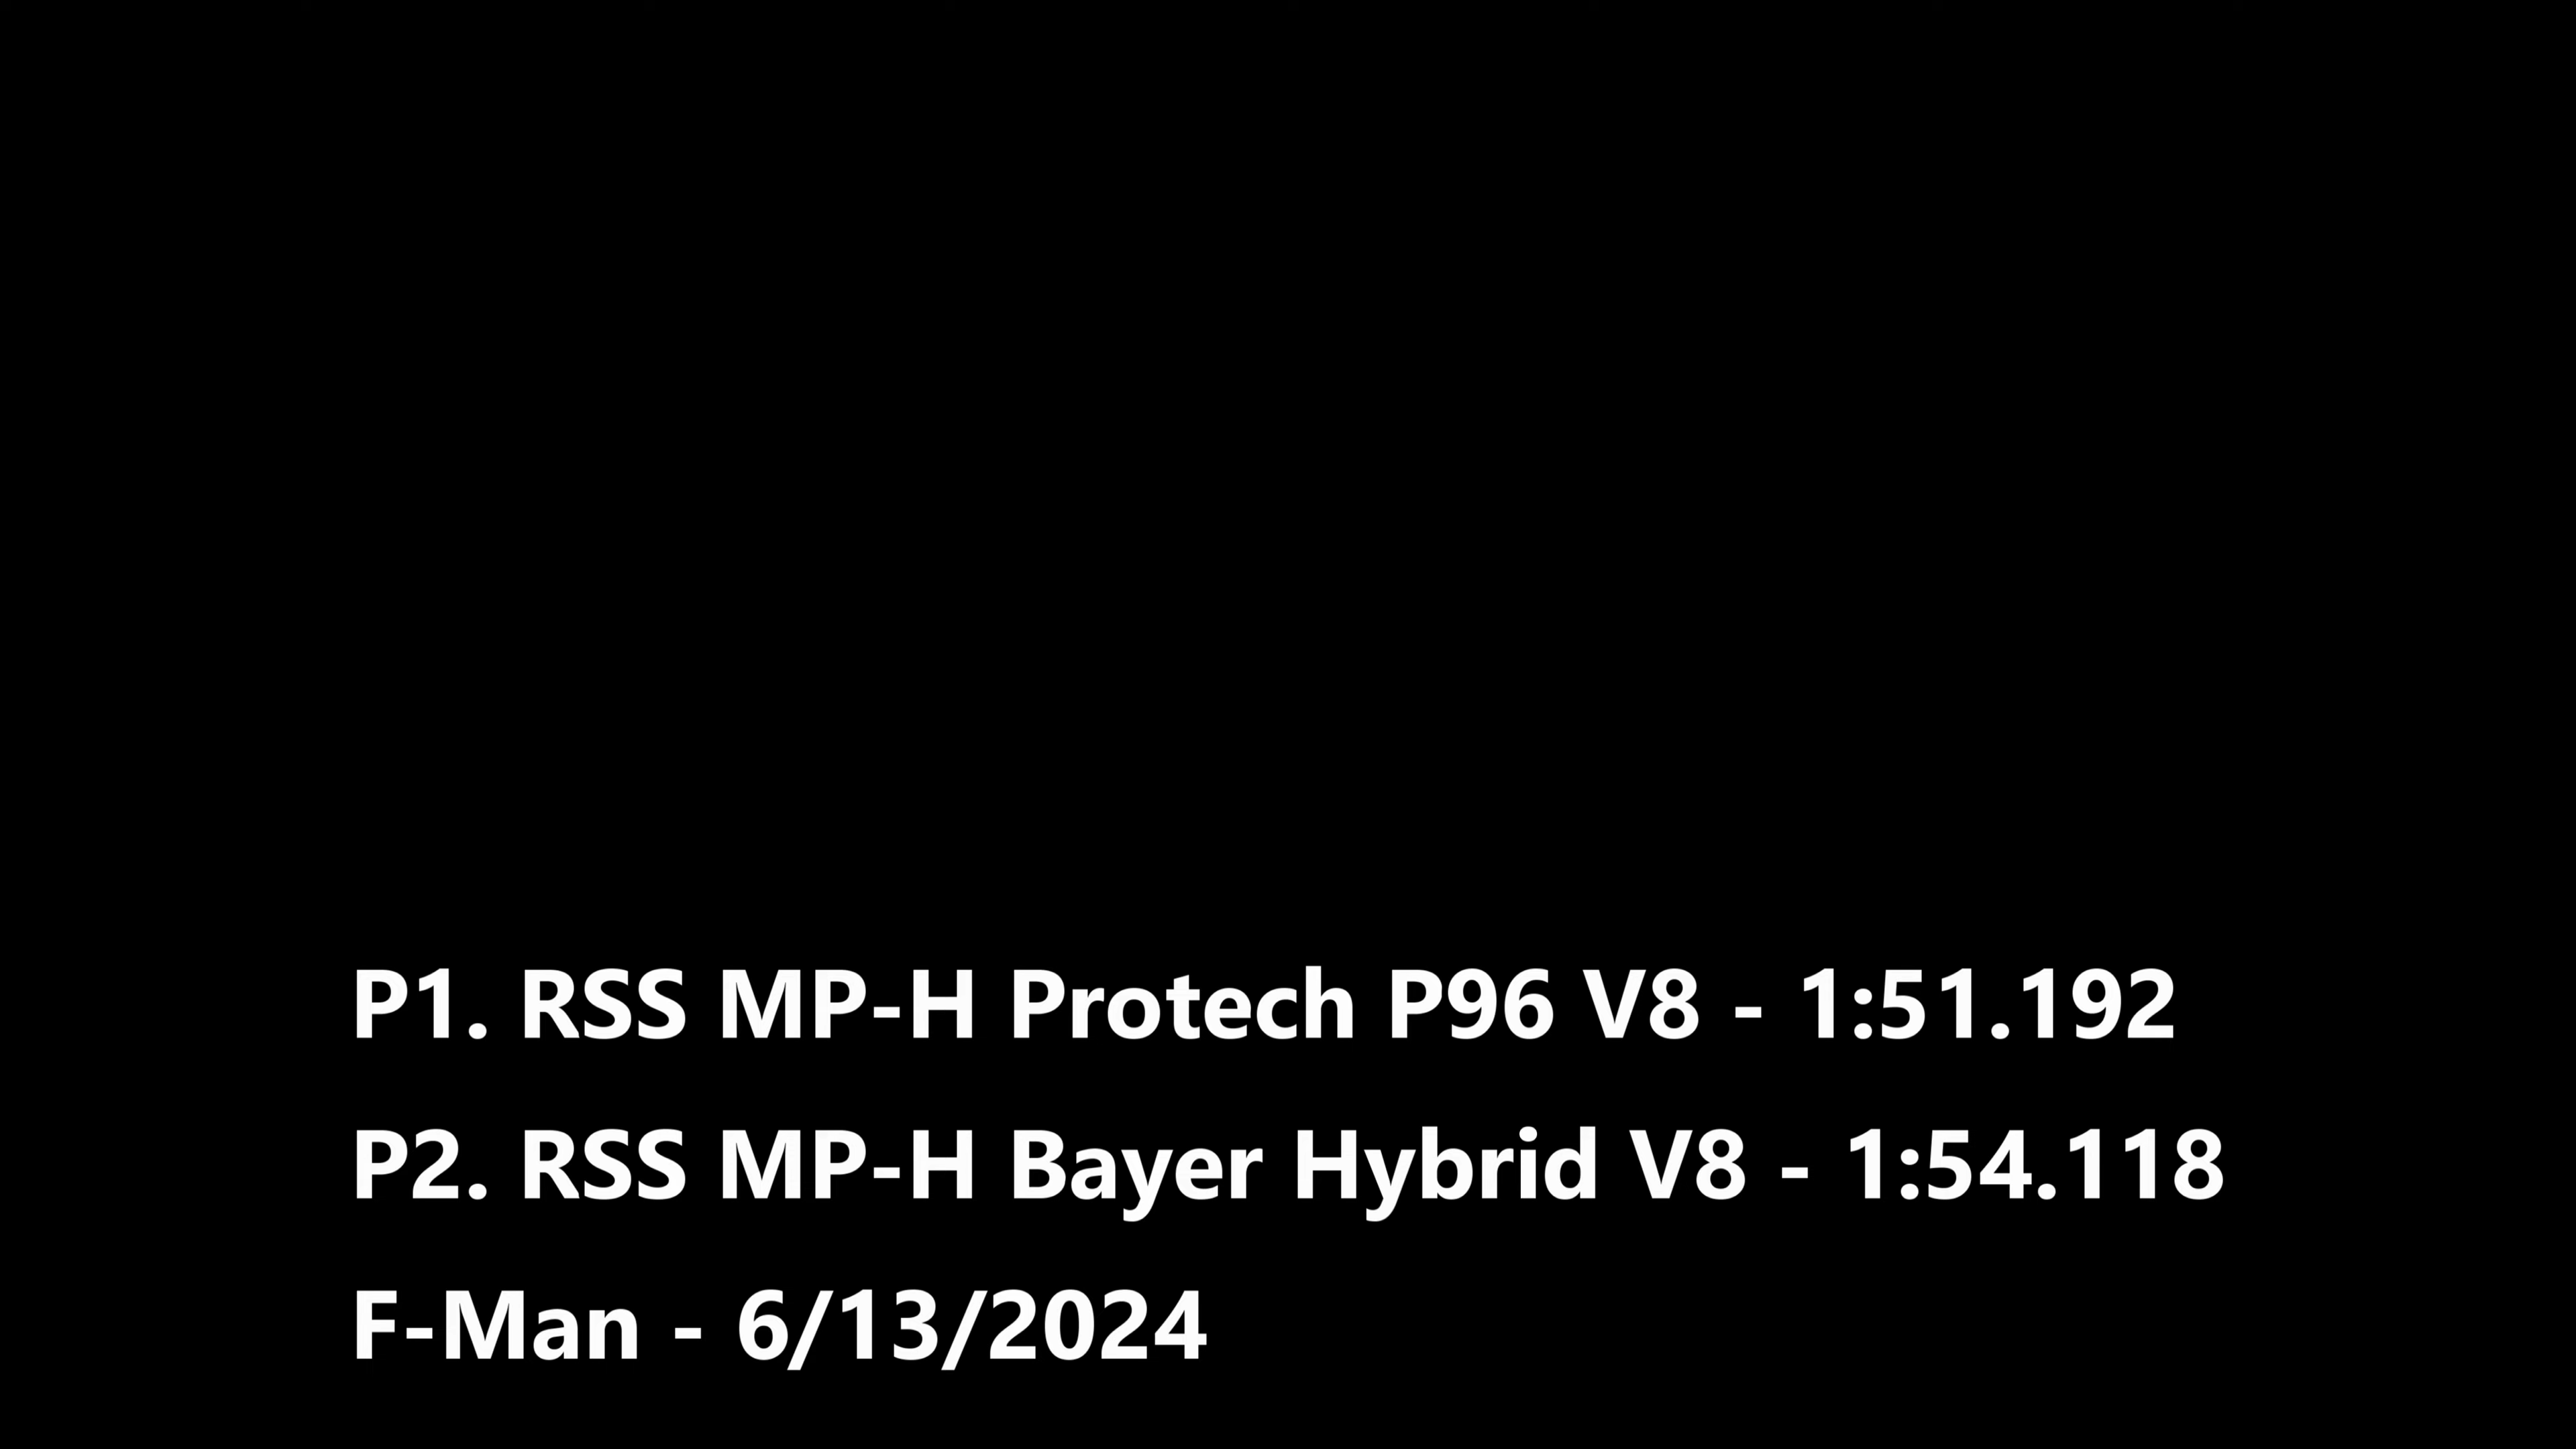 P1. RSS MP-H Protech P96 V8 - 1:51.192
P2. RSS MP-H Bayer Hybrid V8 - 1:54.118
F-Man - 6/13/2024